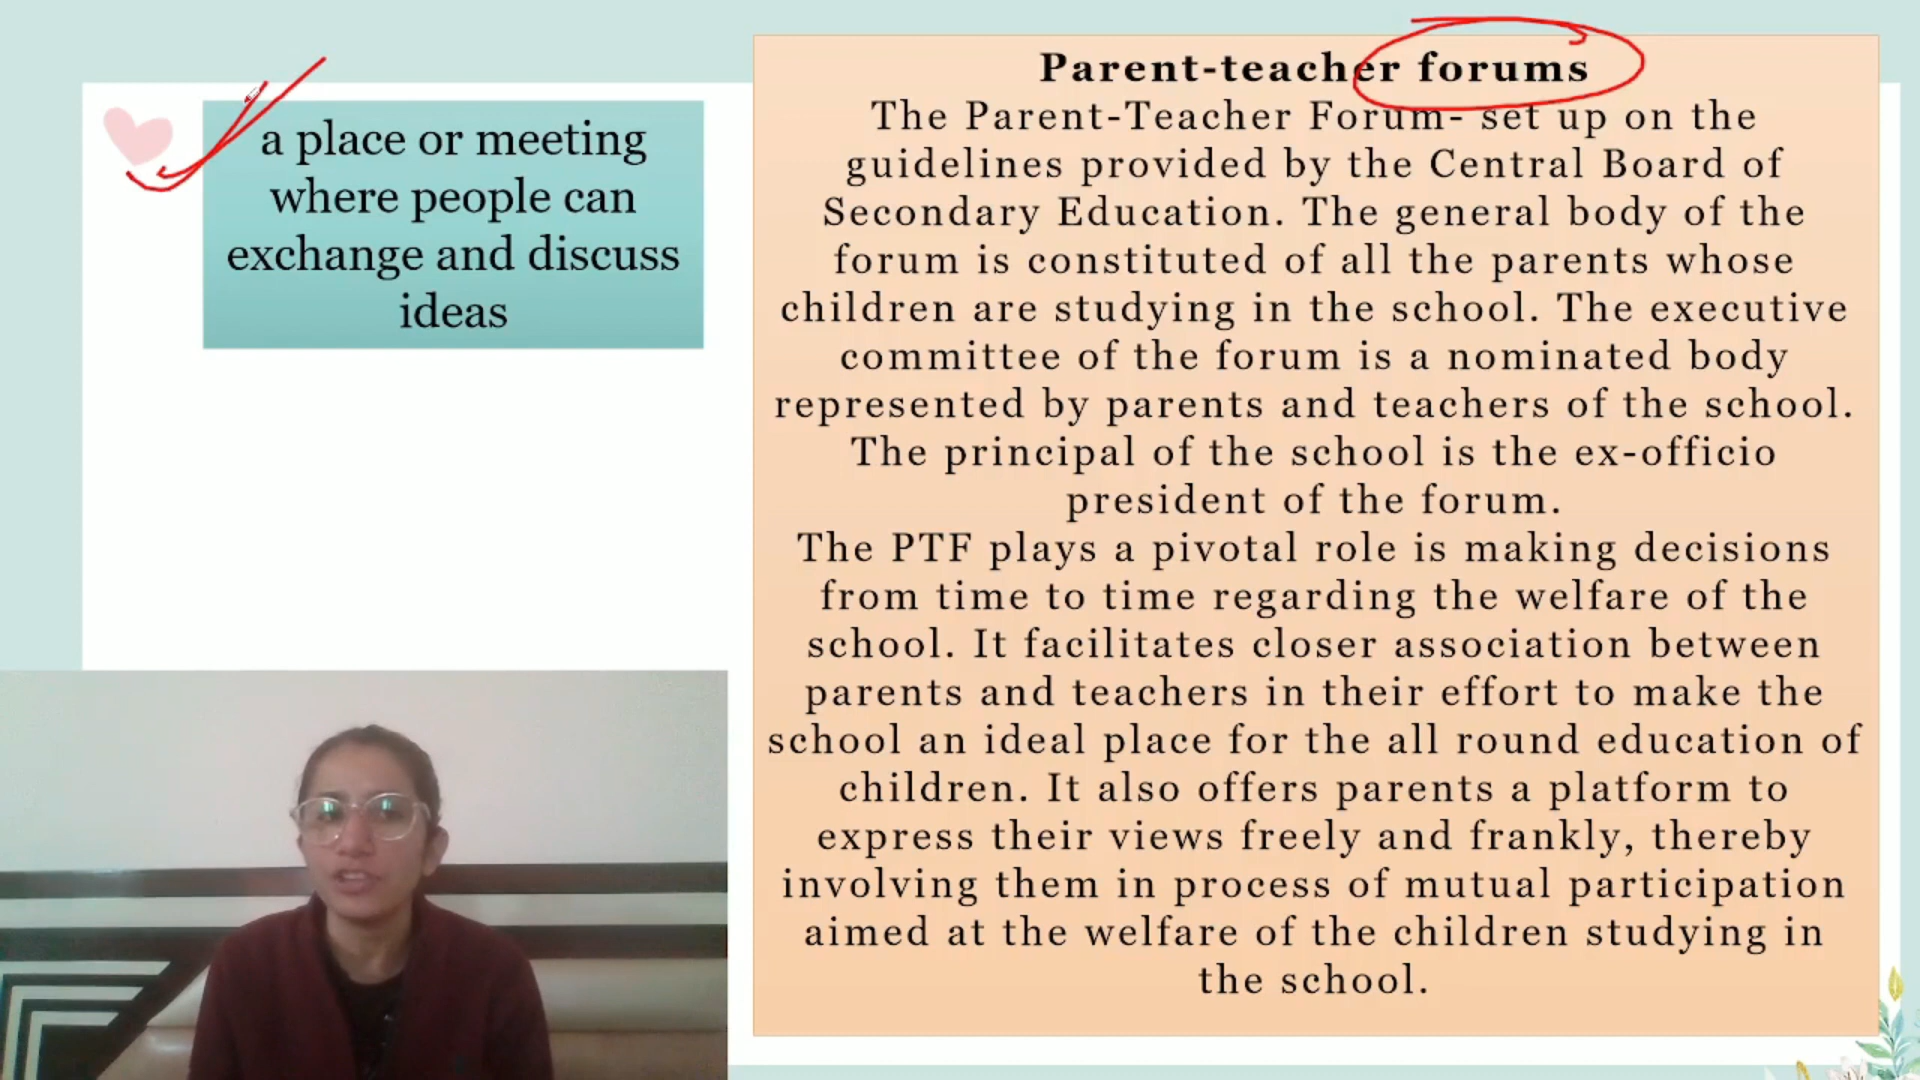 a place or meeting
where people can
exchange and discuss
ideas
Parent-teacher forums
The Parent-Teacher Forum- set up on the
guidelines provided by the Central Board of
Secondary Education. The general body of the
forum is constituted of all the parents whose
children are studying in the school. The executive
committee of the forum is a nominated body
represented by parents and teachers of the school.
The principal of the school is the ex-officio
president of the forum.
The PTF plays a pivotal role is making decisions
from time to time regarding the welfare of the
school. It facilitates closer association between
parents and teachers in their effort to make the
school an ideal place for the all round education of
children. It also offers parents a platform to
express their views freely and frankly, thereby
involving them in process of mutual participation
aimed at the welfare of the children studying in
the school.